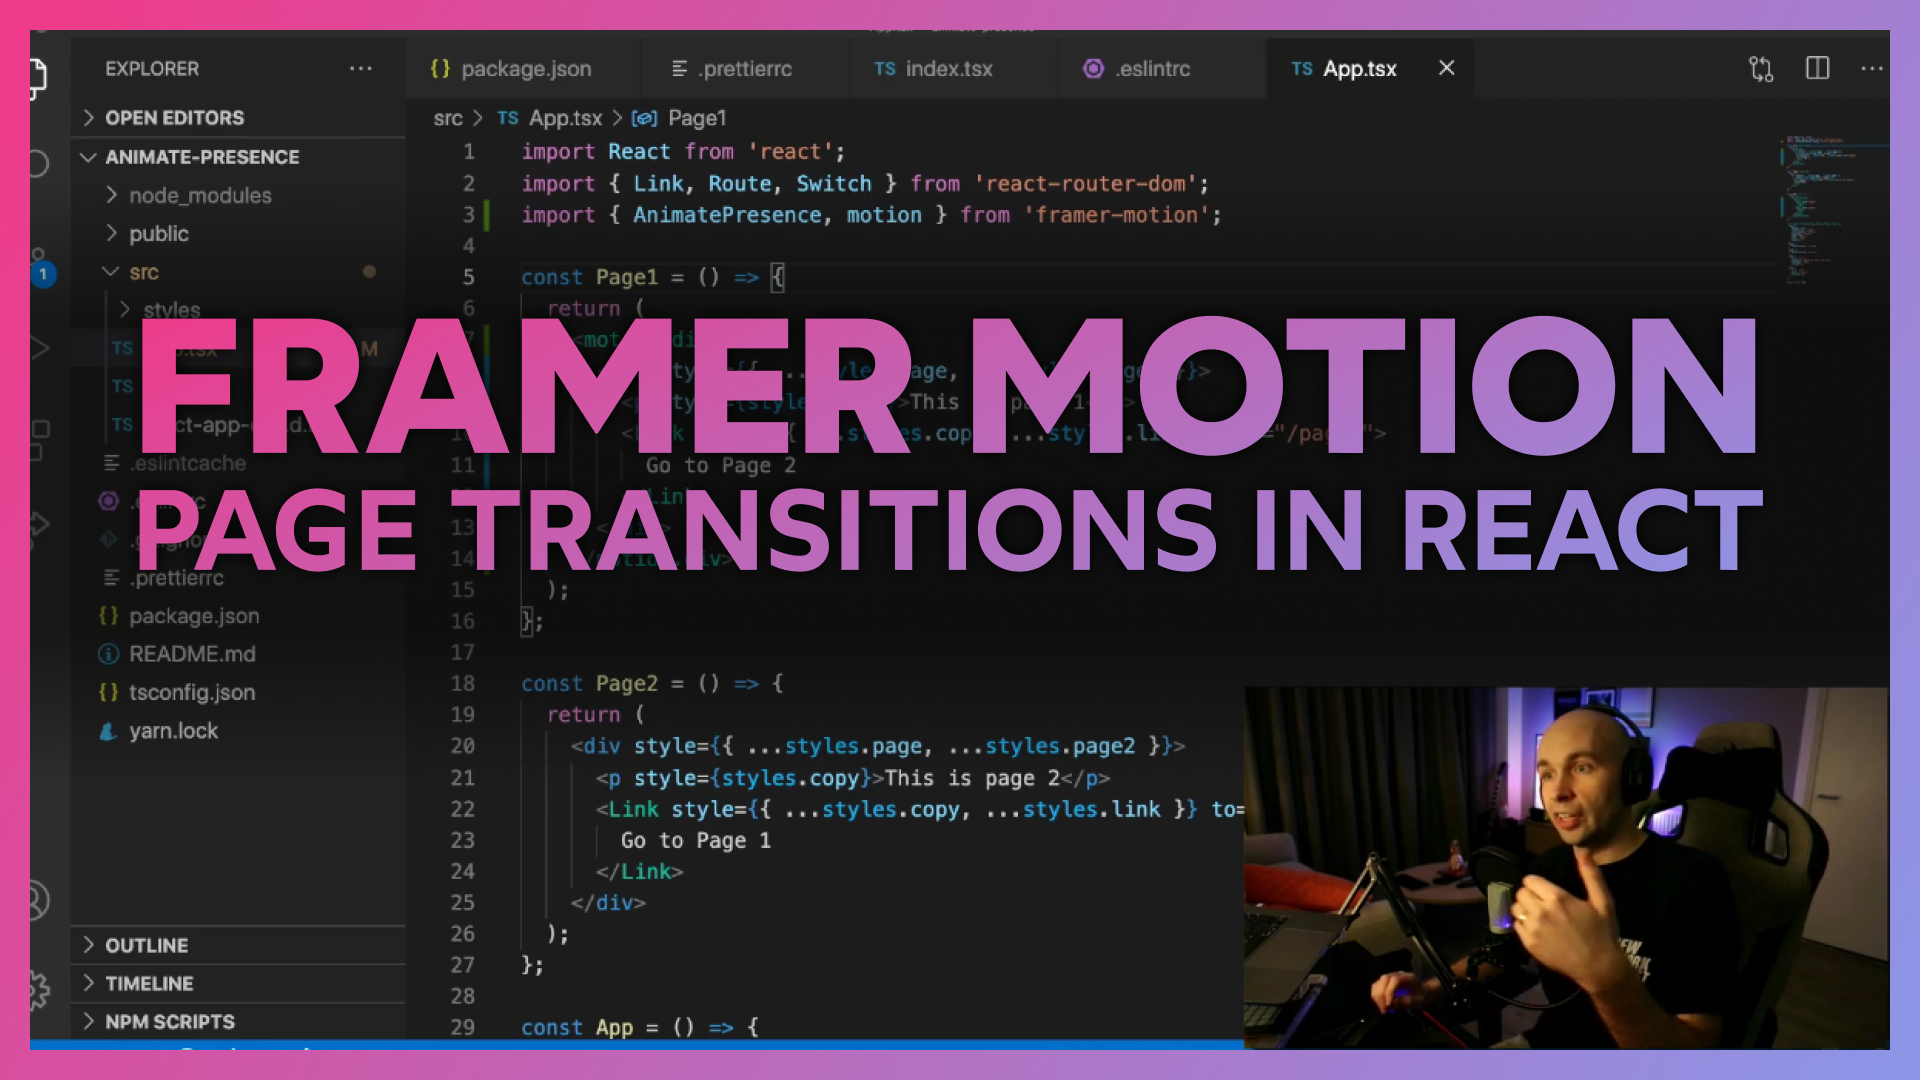 EXPLORER
OPEN EDITORS
ANIMATE-PRESENCE
node_modules
public
src
styles
TS M
TS
TS
.eslintcache
.prettierrc
{} package.json
README.md
{} tsconfig.json
yarn.lock
OUTLINE
TIMELINE
NPM SCRIPTS
1
{} package.json
.prettierrc
TS index.tsx
.eslintrc
TS App.tsx
src > TS App.tsx > Page1
1 import React from 'react';
2 import { Link, Route, Switch } from 'react-router-dom';
3 import { AnimatePresence, motion } from 'framer-motion';
4
5 const Page1 = () => {
6 return (
FRAMER MOTION
11 Go to Page 2
PAGE TRANSITIONS IN REACT
13
14
15 );
16 };
17
18 const Page2 = () => {
19 return (
20 <div style={{ ...styles.page, ...styles.page2 }}>
21 <p style={styles.copy}>This is page 2</p>
22 <Link style={{ ...styles.copy, ...styles.link }} to=
23 Go to Page 1
24 </Link>
25 </div>
26 );
27 };
28
29 const App = () => {